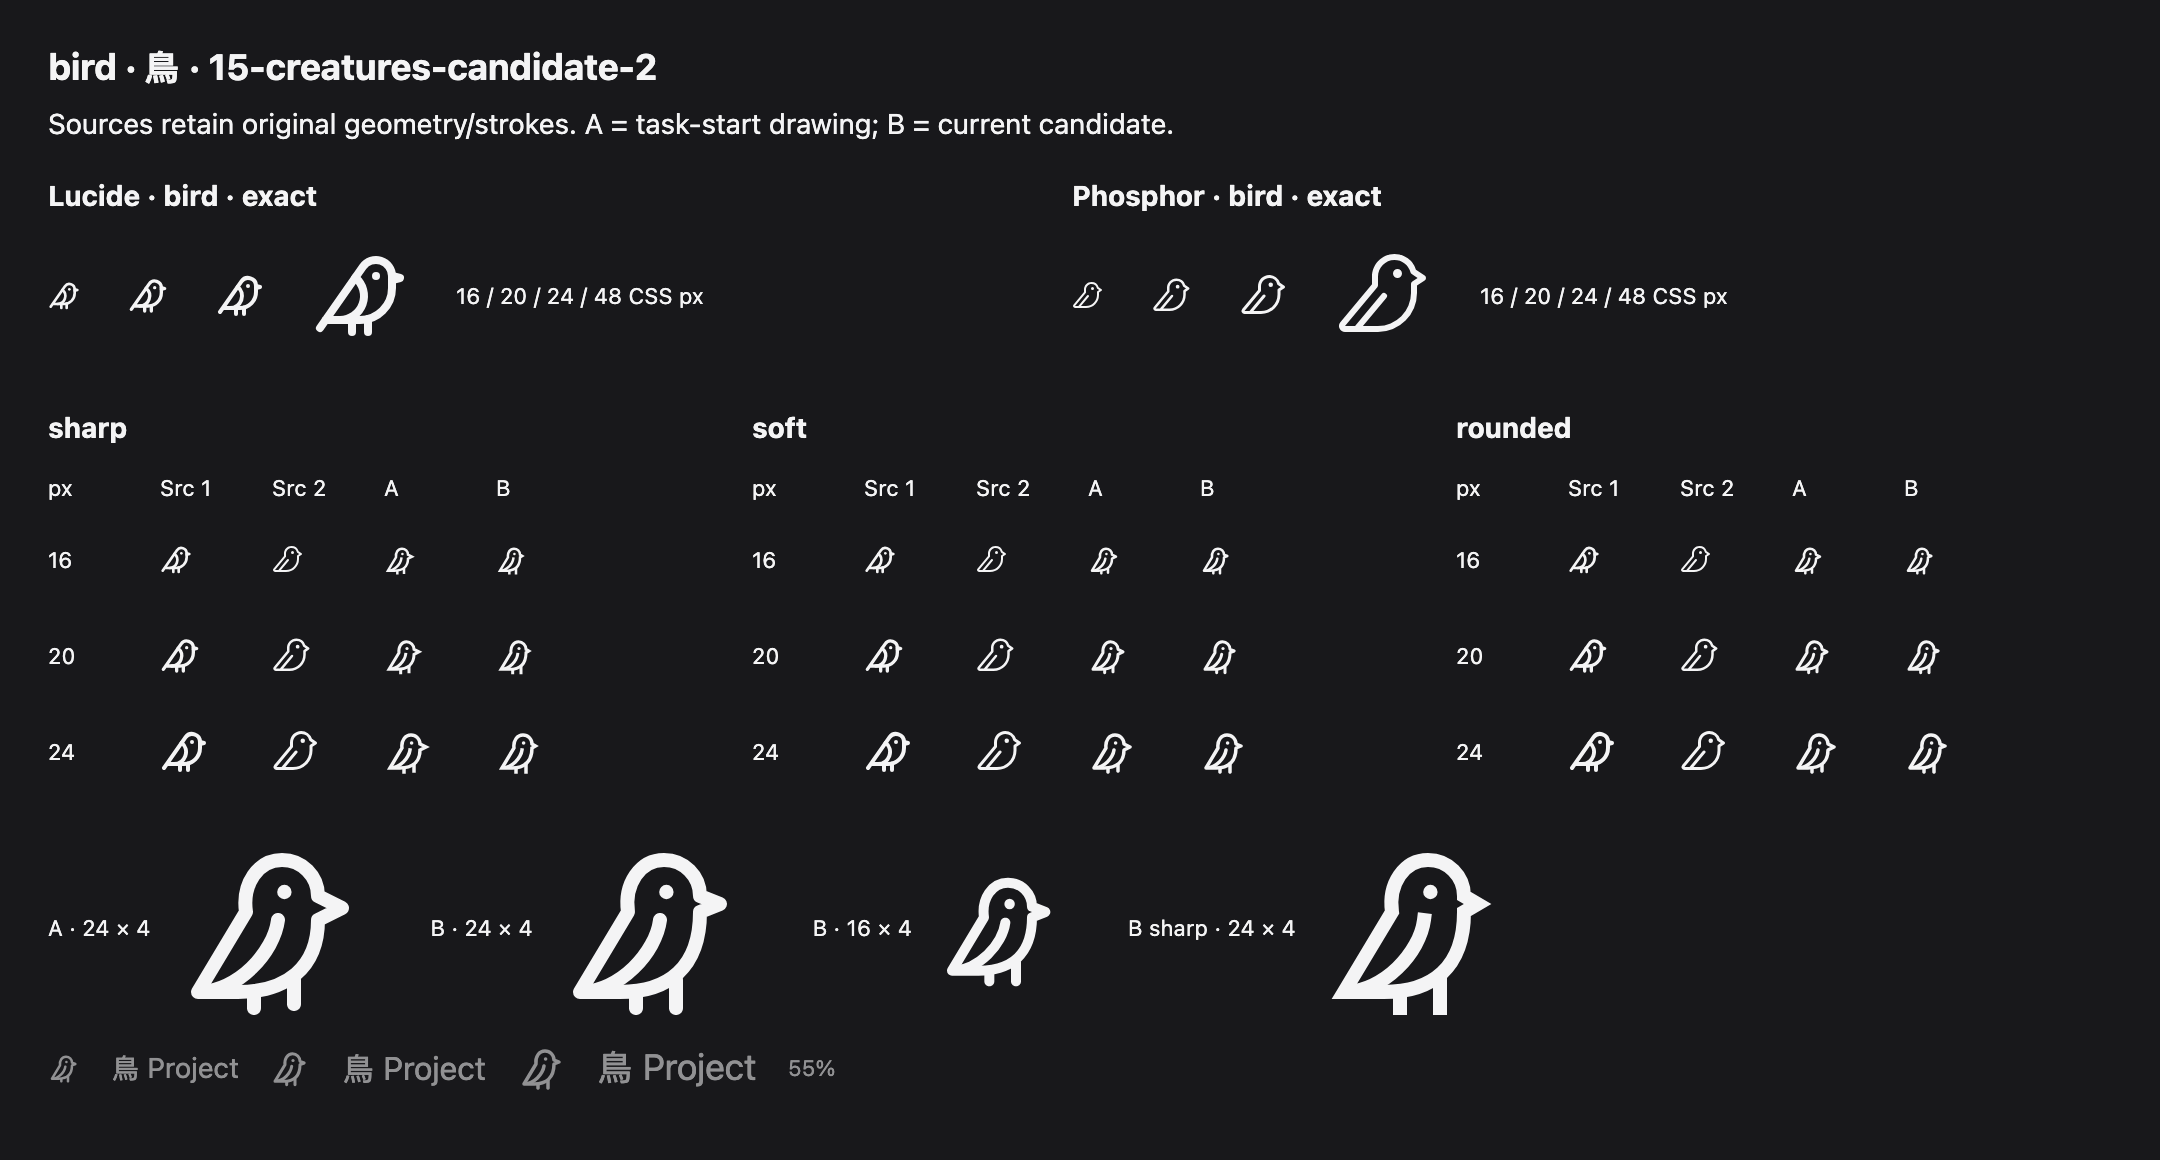 bird · 鳥 · 15-creatures-candidate-2
Sources retain original geometry/strokes. A = task-start drawing; B = current candidate.
Lucide · bird · exact
Phosphor · bird · exact
16 / 20 / 24 / 48 CSS px
16 / 20 / 24 / 48 CSS px
sharp
soft
rounded
px Src 1 Src 2 A B
px Src 1 Src 2 A B
px Src 1 Src 2 A B
16
16
16
20
20
20
24
24
24
A · 24 × 4
B · 24 × 4
B · 16 × 4
B sharp · 24 × 4
鳥 Project
鳥 Project
鳥 Project
55%